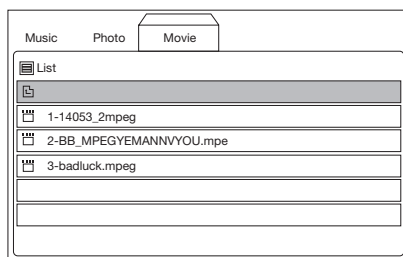 Music Photo Movie
List
1-14053_2mpeg
2-BB_MPEGYEMANNVYOU.mpe
3-badluck.mpeg